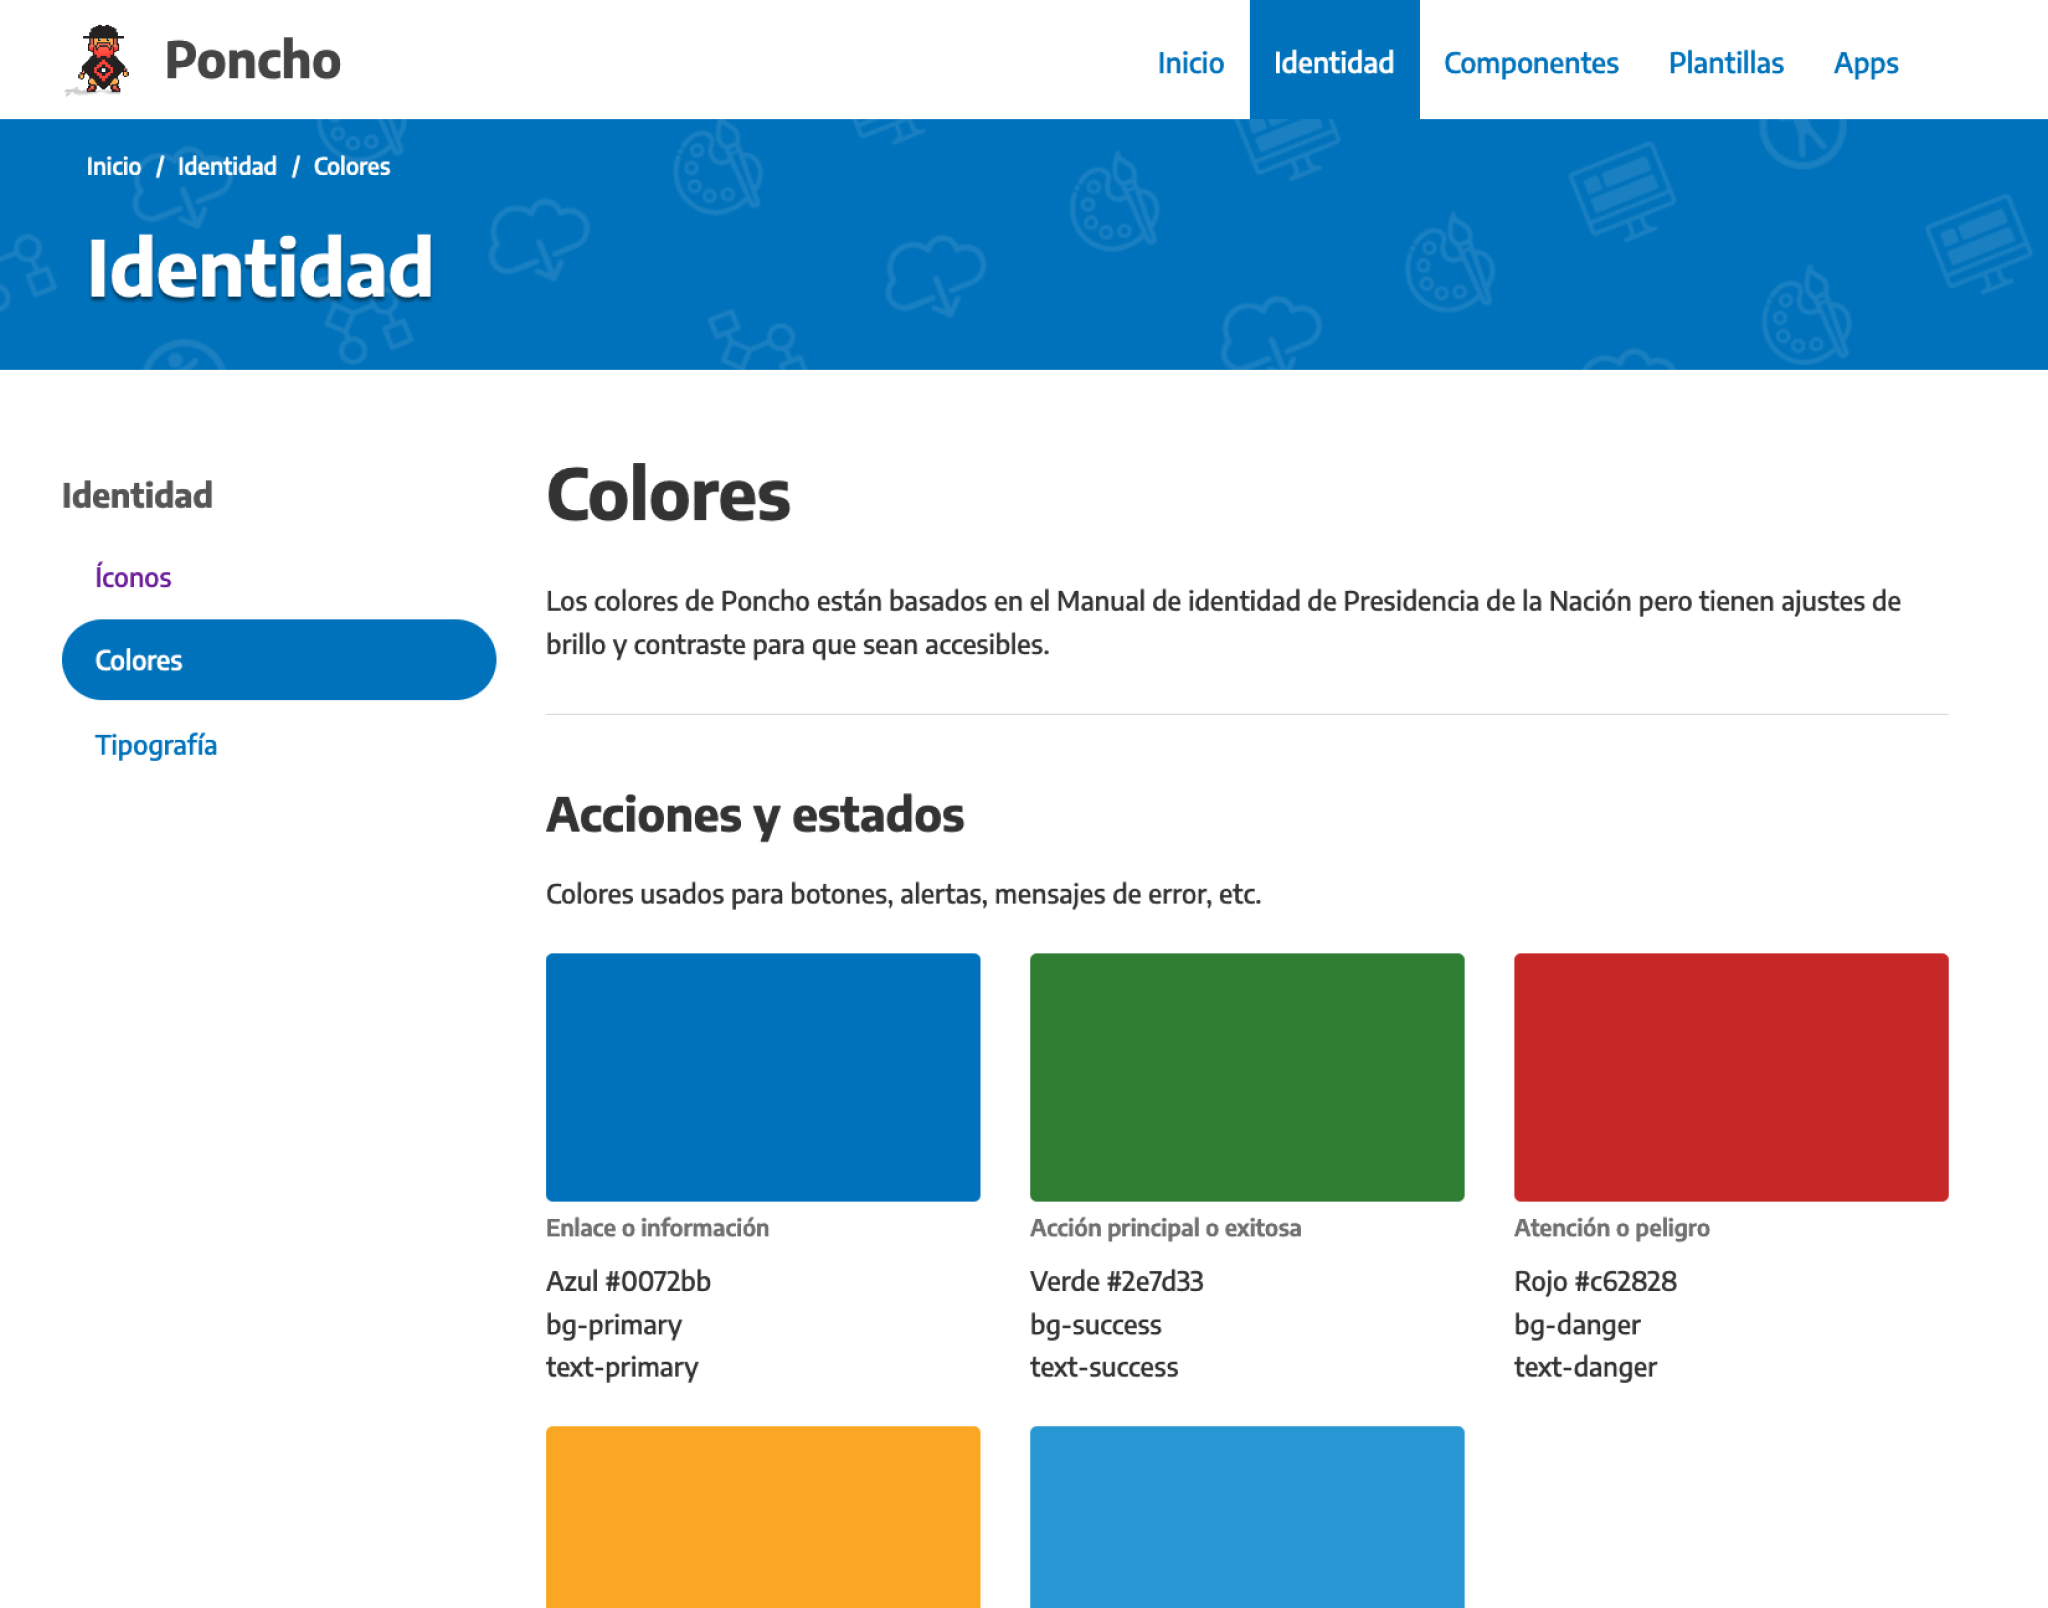 Poncho
Inicio
Identidad
Componentes
Plantillas
Apps
Inicio / Identidad / Colores
Identidad
Identidad
Íconos
Colores
Tipografía
Colores
Los colores de Poncho están basados en el Manual de identidad de Presidencia de la Nación pero tienen ajustes de
brillo y contraste para que sean accesibles.
Acciones y estados
Colores usados para botones, alertas, mensajes de error, etc.
Enlace o información
Azul #0072bb
bg-primary
text-primary
Acción principal o exitosa
Verde #2e7d33
bg-success
text-success
Atención o peligro
Rojo #c62828
bg-danger
text-danger